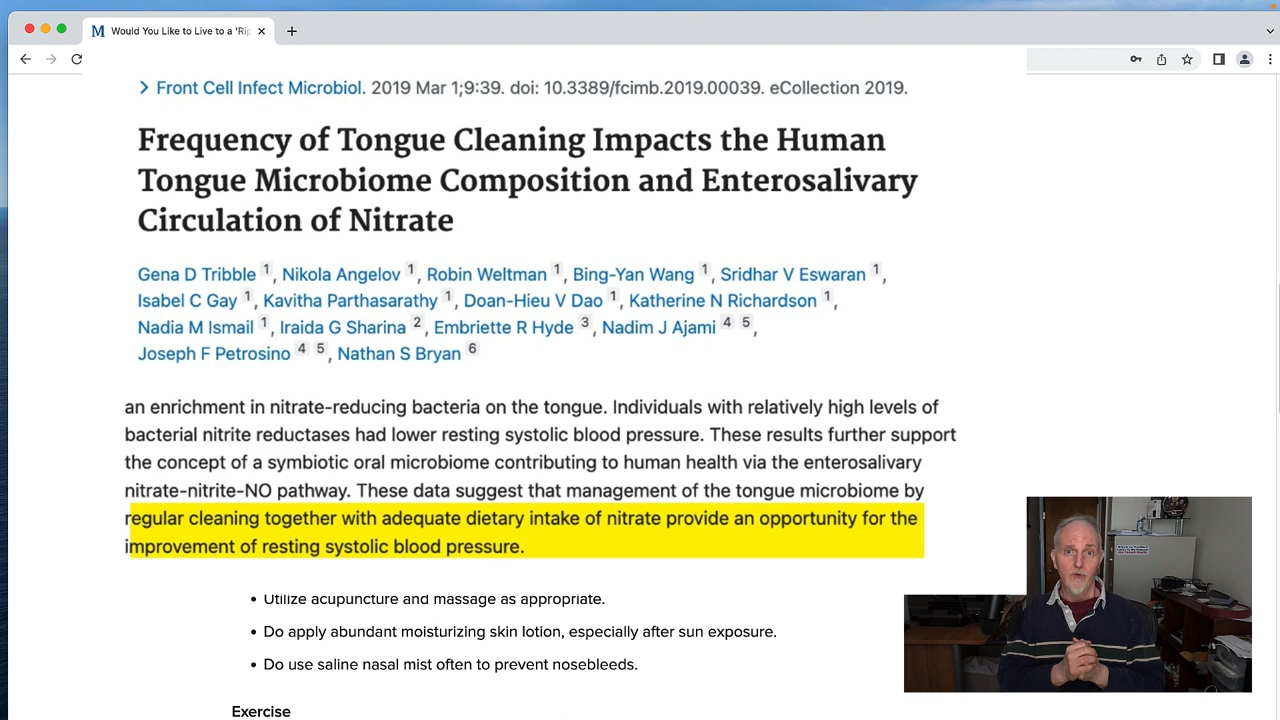 M Would You Like to Live to a 'Rip
> Front Cell Infect Microbiol. 2019 Mar 1;9:39. doi: 10.3389/fcimb.2019.00039. eCollection 2019.
Frequency of Tongue Cleaning Impacts the Human
Tongue Microbiome Composition and Enterosalivary
Circulation of Nitrate
Gena D Tribble 1, Nikola Angelov 1, Robin Weltman 1, Bing-Yan Wang 1, Sridhar V Eswaran 1,
Isabel C Gay 1, Kavitha Parthasarathy 1, Doan-Hieu V Dao 1, Katherine N Richardson 1,
Nadia M Ismail 1, Iraida G Sharina 2, Embriette R Hyde 3, Nadim J Ajami 4 5,
Joseph F Petrosino 4 5, Nathan S Bryan 6
an enrichment in nitrate-reducing bacteria on the tongue. Individuals with relatively high levels of
bacterial nitrite reductases had lower resting systolic blood pressure. These results further support
the concept of a symbiotic oral microbiome contributing to human health via the enterosalivary
nitrate-nitrite-NO pathway. These data suggest that management of the tongue microbiome by
regular cleaning together with adequate dietary intake of nitrate provide an opportunity for the
improvement of resting systolic blood pressure.
• Utilize acupuncture and massage as appropriate.
• Do apply abundant moisturizing skin lotion, especially after sun exposure.
• Do use saline nasal mist often to prevent nosebleeds.
Exercise